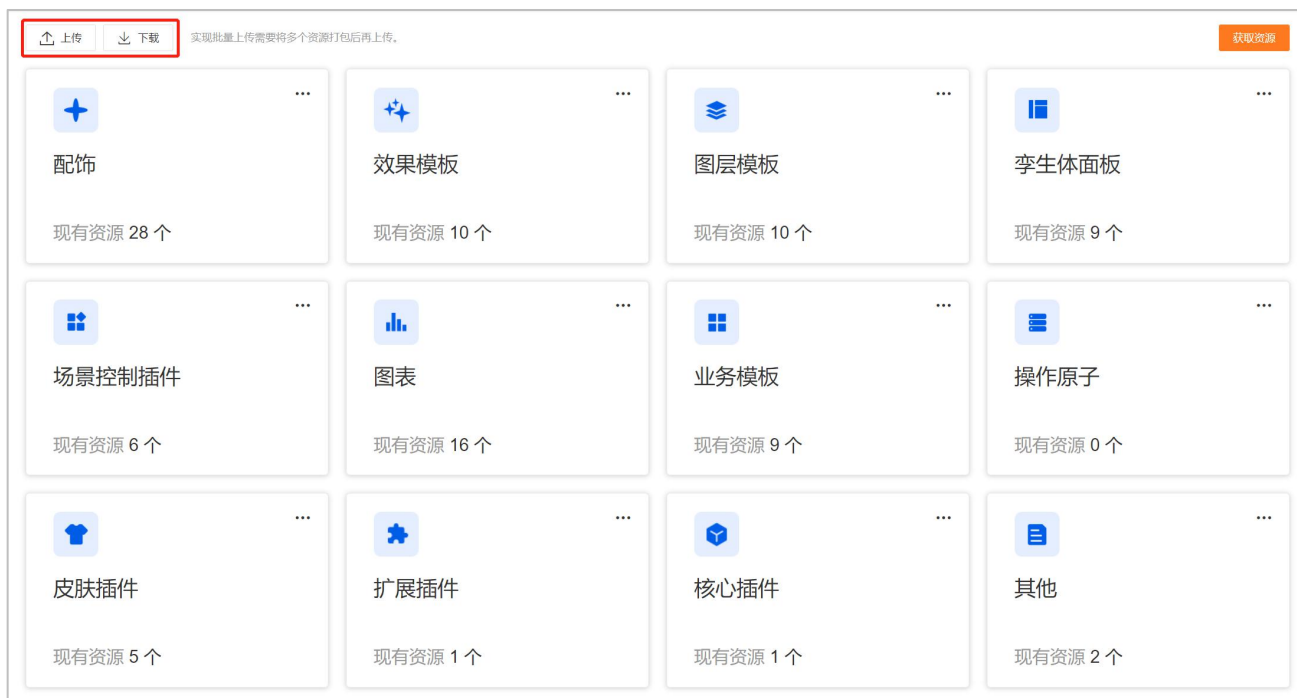 上传 下载 实现批量上传需要将多个资源打包后再上传。 获取资源
配饰 效果模板 图层模板 孪生体面板
现有资源 28 个 现有资源 10 个 现有资源 10 个 现有资源 9 个
场景控制插件 图表 业务模板 操作原子
现有资源 6 个 现有资源 16 个 现有资源 9 个 现有资源 0 个
皮肤插件 扩展插件 核心插件 其他
现有资源 5 个 现有资源 1 个 现有资源 1 个 现有资源 2 个